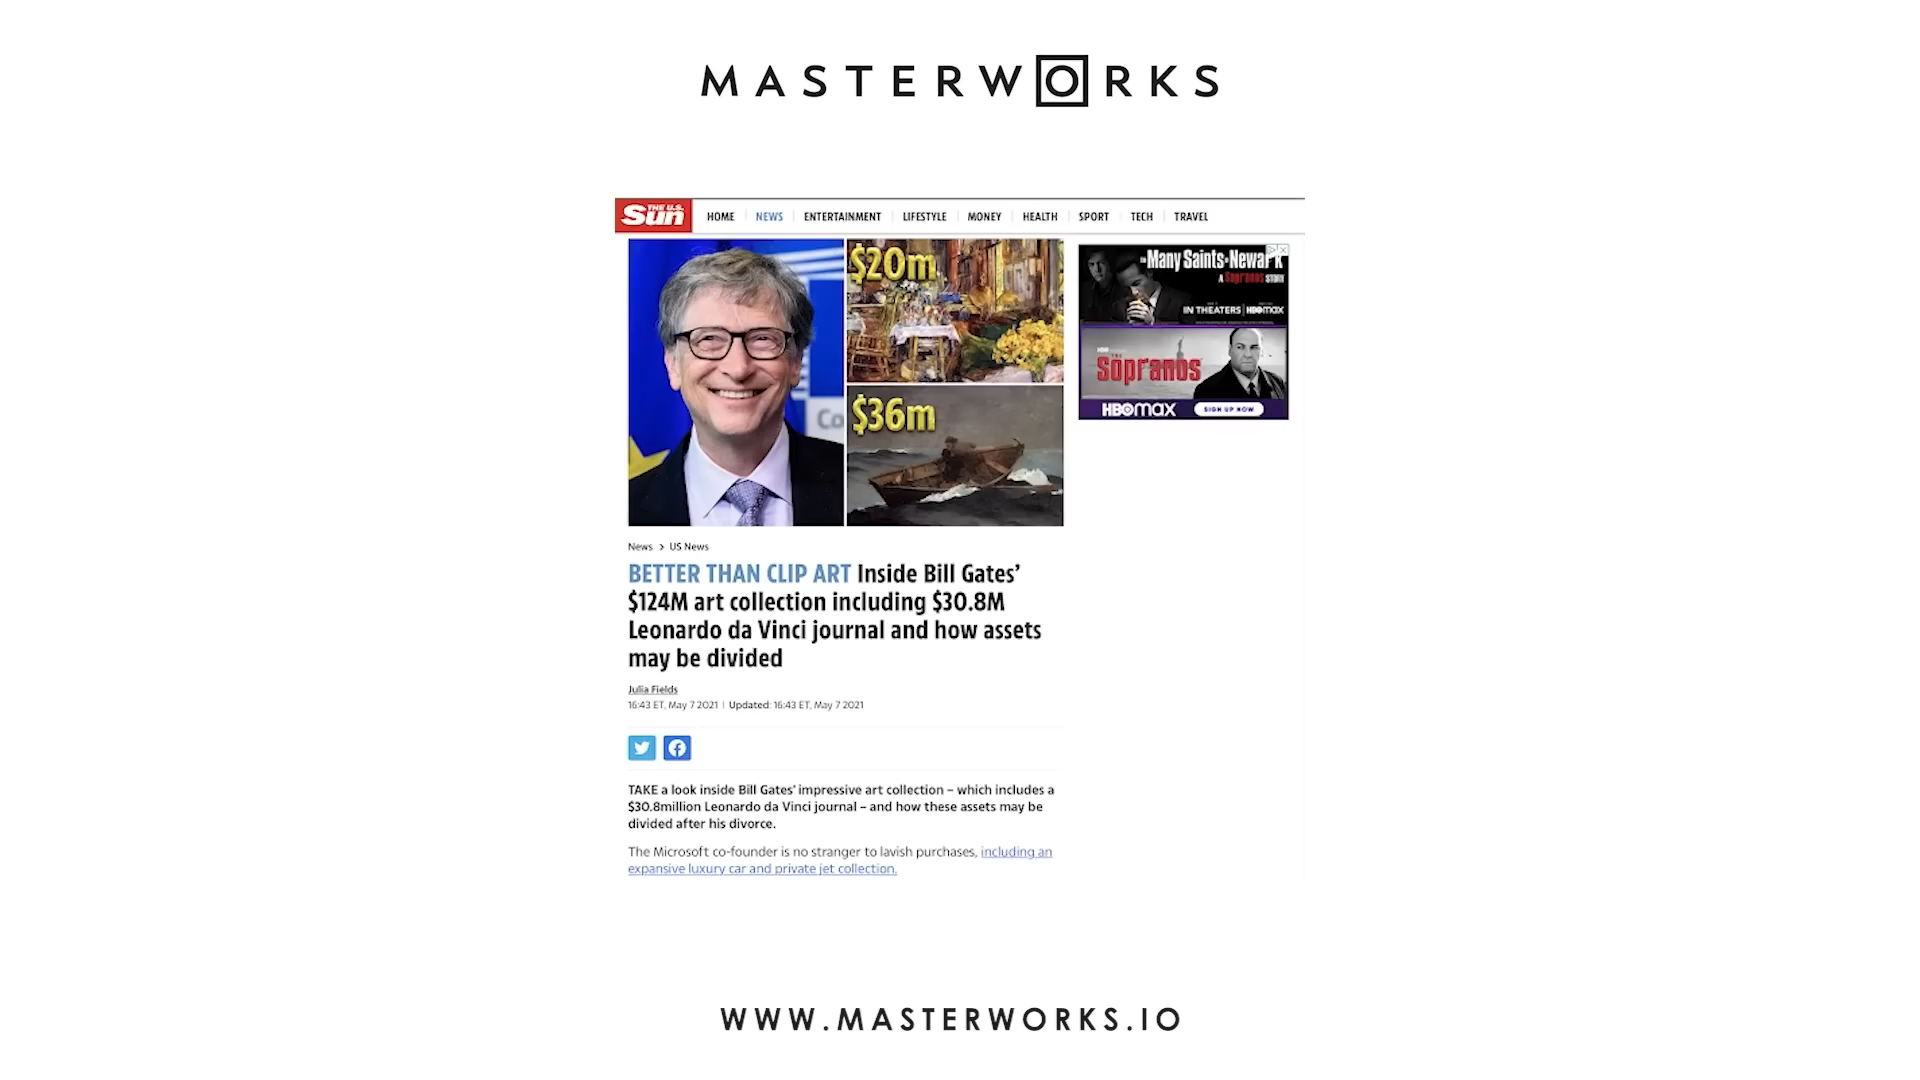 MASTERWORKS
THE U.S. Sun
HOME NEWS ENTERTAINMENT LIFESTYLE MONEY HEALTH SPORT TECH TRAVEL
$20m
$36m
Co
Many Saints of Newark
A Sopranos STORY
IN THEATERS | HBOmax
HBO
THE
Sopranos
HBOmax SIGN UP NOW
News > US News
BETTER THAN CLIP ART Inside Bill Gates’
$124M art collection including $30.8M
Leonardo da Vinci journal and how assets
may be divided
Julia Fields
16:43 ET, May 7 2021 | Updated: 16:43 ET, May 7 2021
TAKE a look inside Bill Gates' impressive art collection – which includes a
$30.8million Leonardo da Vinci journal – and how these assets may be
divided after his divorce.
The Microsoft co-founder is no stranger to lavish purchases, including an
expansive luxury car and private jet collection.
WWW.MASTERWORKS.IO